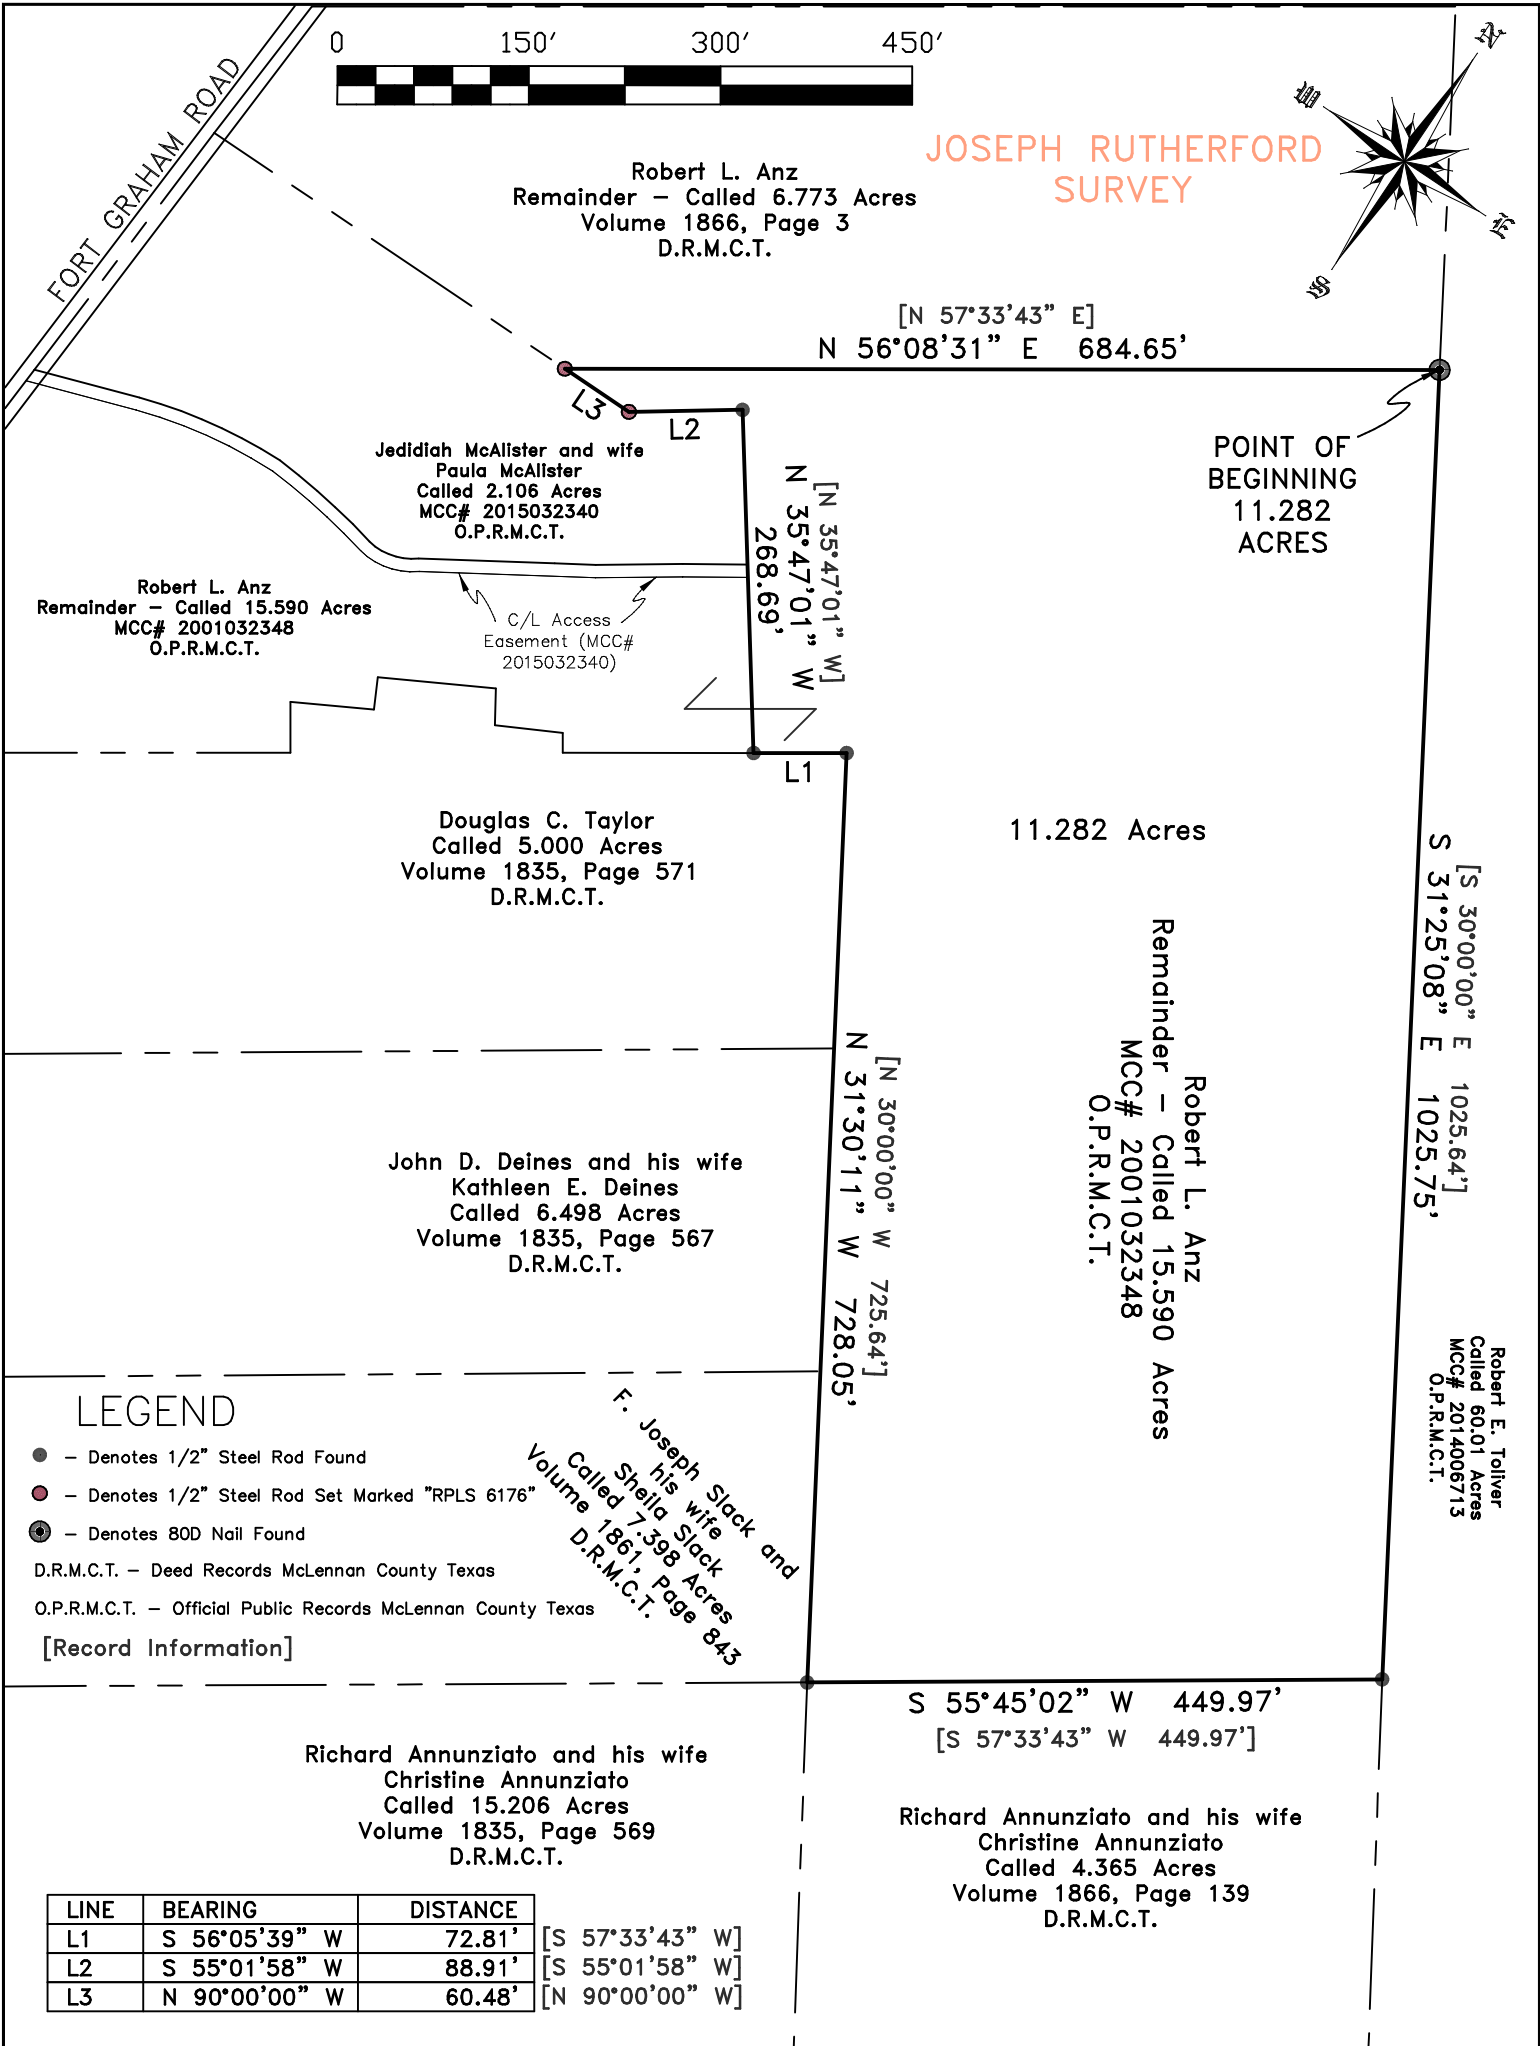 0 150' 300' 450'
FORT GRAHAM ROAD
JOSEPH RUTHERFORD
SURVEY
N
W
E
S
Robert L. Anz
Remainder – Called 6.773 Acres
Volume 1866, Page 3
D.R.M.C.T.
[N 57°33'43" E]
N 56°08'31" E 684.65'
POINT OF
BEGINNING
11.282
ACRES
L3
L2
Jedidiah McAlister and wife
Paula McAlister
Called 2.106 Acres
MCC# 2015032340
O.P.R.M.C.T.
[N 35°47'01" W]
N 35°47'01" W
268.69'
Robert L. Anz
Remainder – Called 15.590 Acres
MCC# 2001032348
O.P.R.M.C.T.
C/L Access
Easement (MCC#
2015032340)
L1
Douglas C. Taylor
Called 5.000 Acres
Volume 1835, Page 571
D.R.M.C.T.
11.282 Acres
[S 30°00'00" E 1025.64']
S 31°25'08" E 1025.75'
Robert L. Anz
Remainder – Called 15.590 Acres
MCC# 2001032348
O.P.R.M.C.T.
[N 30°00'00" W 725.64']
N 31°30'11" W 728.05'
John D. Deines and his wife
Kathleen E. Deines
Called 6.498 Acres
Volume 1835, Page 567
D.R.M.C.T.
Robert E. Toliver
Called 60.01 Acres
MCC# 2014006713
O.P.R.M.C.T.
F. Joseph Slack and
his wife
Sheila Slack
Called 7.398 Acres
Volume 1861, Page 843
D.R.M.C.T.
LEGEND
– Denotes 1/2" Steel Rod Found
– Denotes 1/2" Steel Rod Set Marked "RPLS 6176"
– Denotes 80D Nail Found
D.R.M.C.T. – Deed Records McLennan County Texas
O.P.R.M.C.T. – Official Public Records McLennan County Texas
[Record Information]
S 55°45'02" W 449.97'
[S 57°33'43" W 449.97']
Richard Annunziato and his wife
Christine Annunziato
Called 15.206 Acres
Volume 1835, Page 569
D.R.M.C.T.
Richard Annunziato and his wife
Christine Annunziato
Called 4.365 Acres
Volume 1866, Page 139
D.R.M.C.T.
LINE BEARING DISTANCE
L1 S 56°05'39" W 72.81' [S 57°33'43" W]
L2 S 55°01'58" W 88.91' [S 55°01'58" W]
L3 N 90°00'00" W 60.48' [N 90°00'00" W]